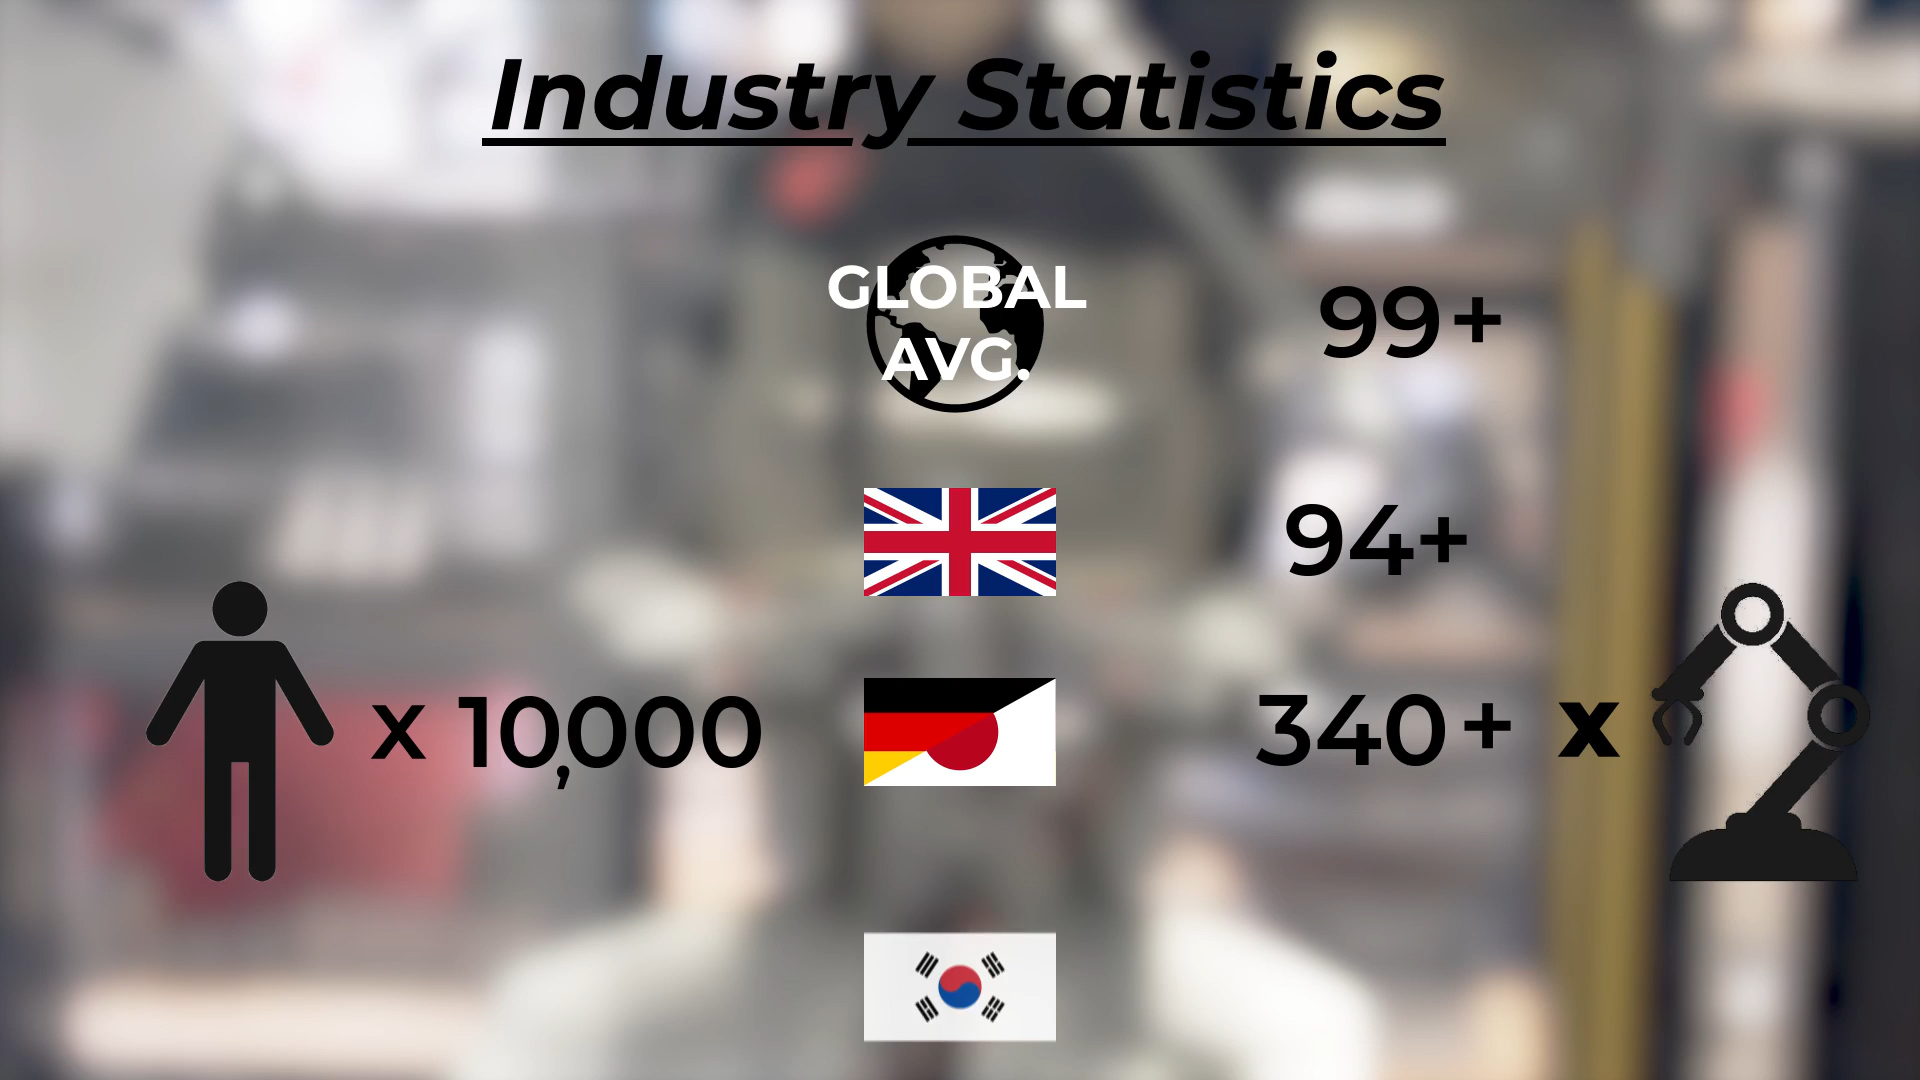 Industry Statistics
GLOBAL
AVG.
99+
94+
x 10,000
340+ x